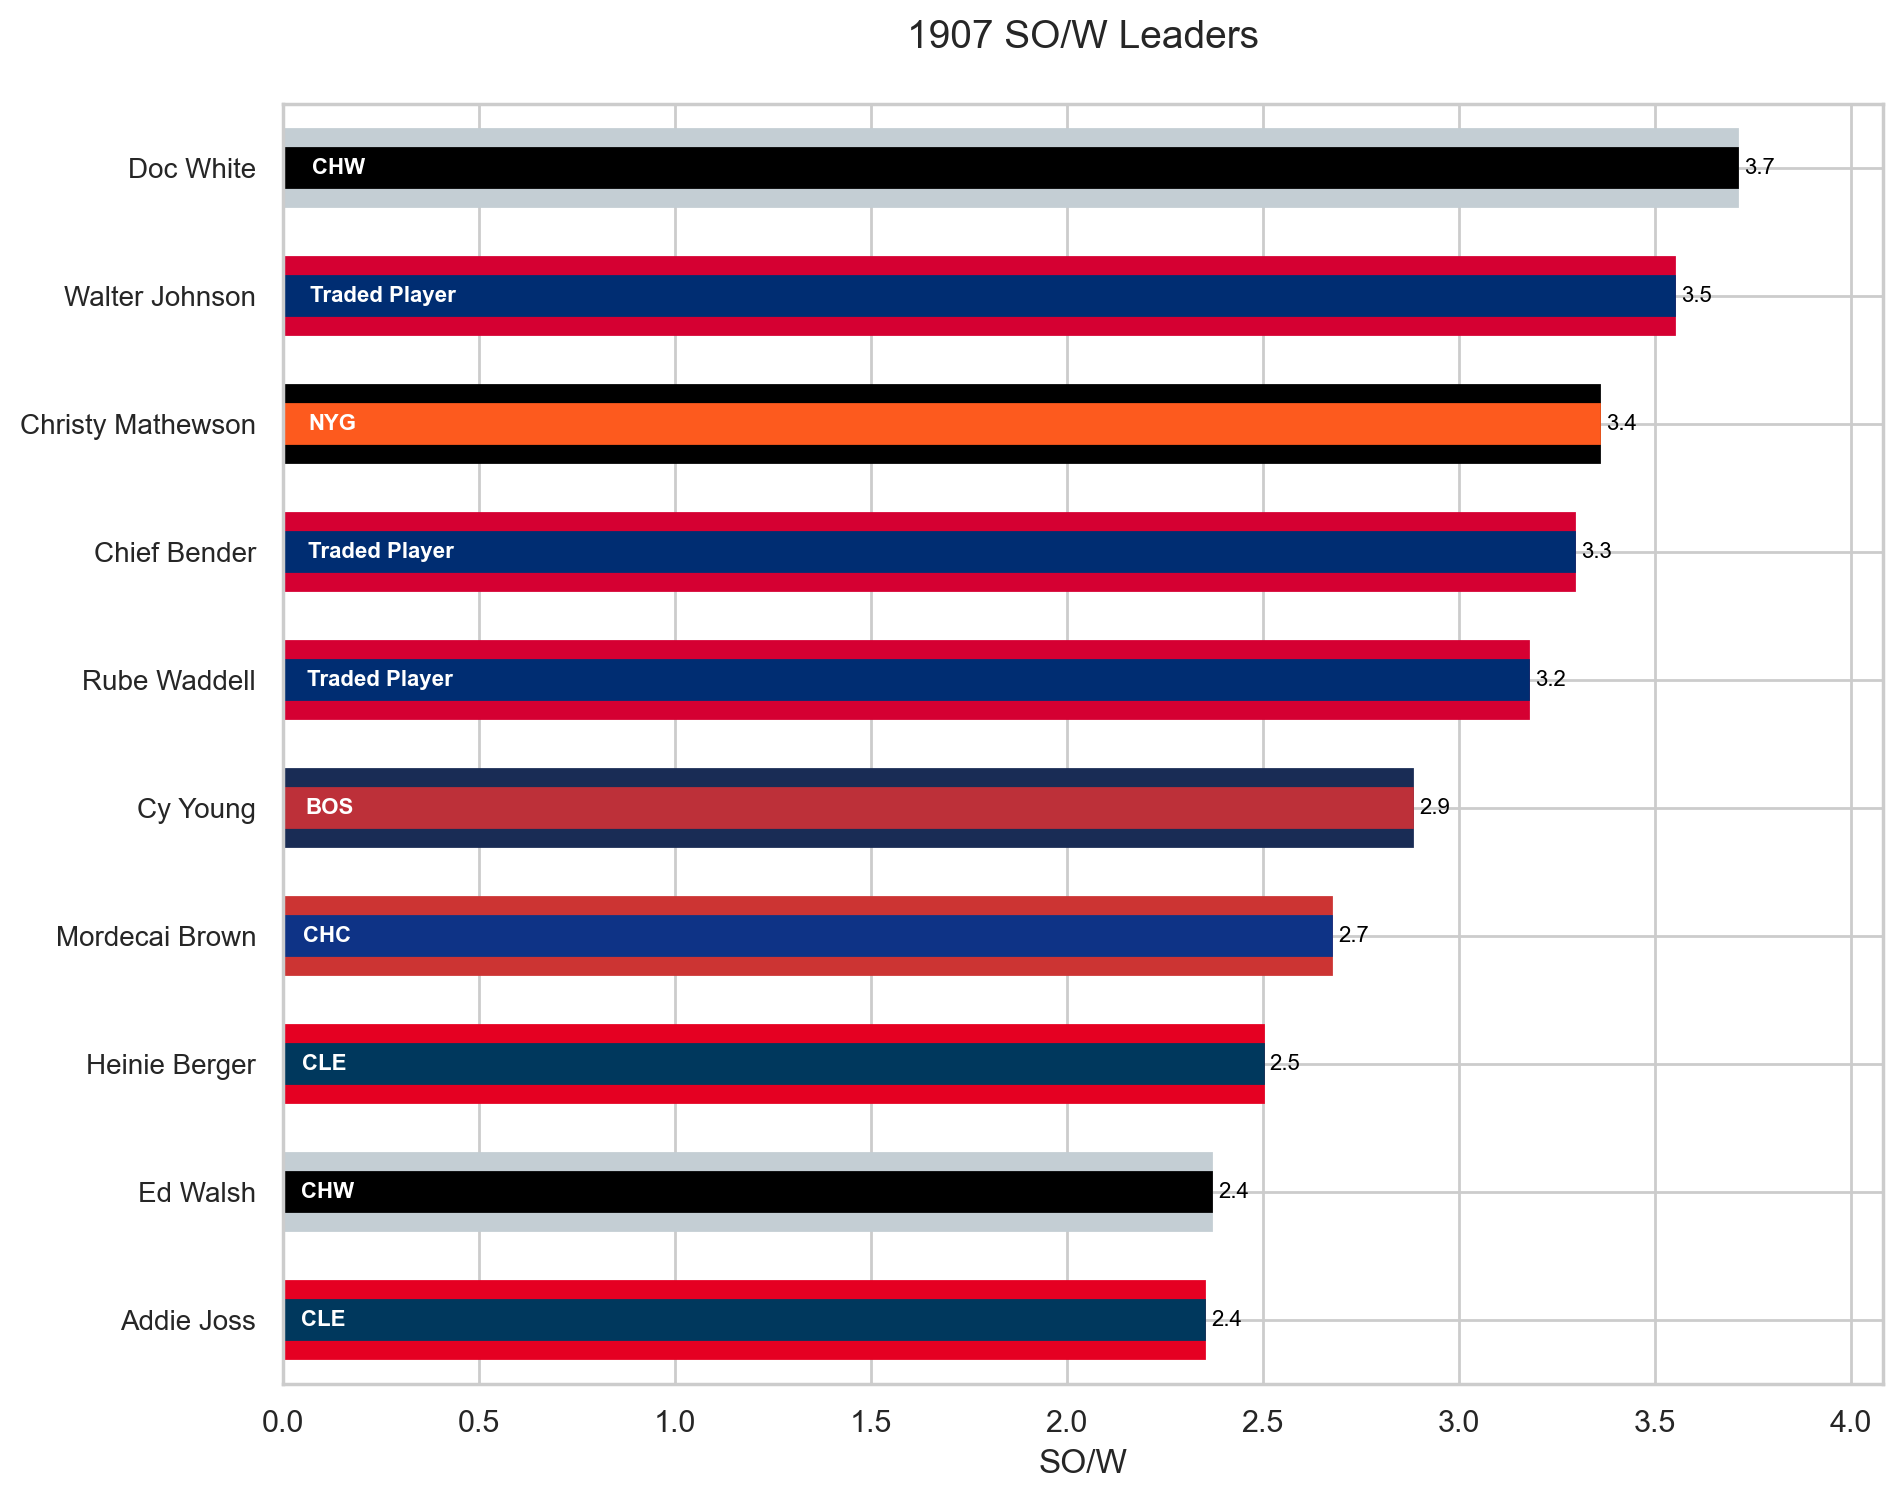 1907 SO/W Leaders
Doc White CHW 3.7
Walter Johnson Traded Player 3.5
Christy Mathewson NYG 3.4
Chief Bender Traded Player 3.3
Rube Waddell Traded Player 3.2
Cy Young BOS 2.9
Mordecai Brown CHC 2.7
Heinie Berger CLE 2.5
Ed Walsh CHW 2.4
Addie Joss CLE 2.4
0.0 0.5 1.0 1.5 2.0 2.5 3.0 3.5 4.0
SO/W